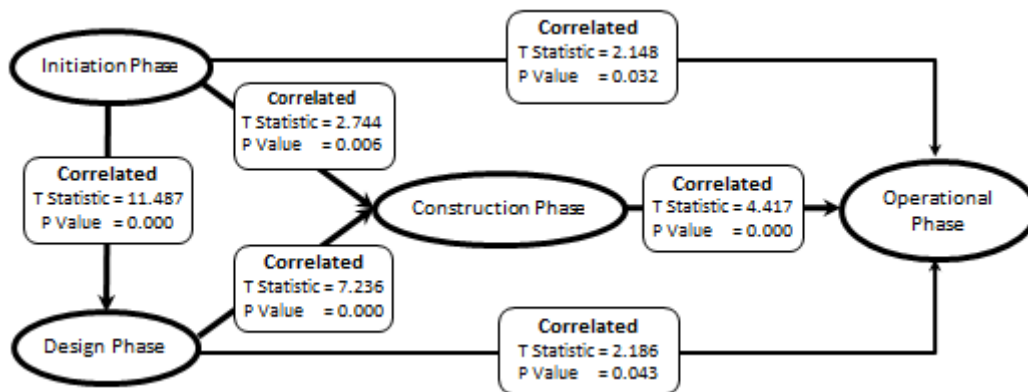 Initiation Phase
Correlated
T Statistic = 2.148
P Value = 0.032
Correlated
T Statistic = 2.744
P Value = 0.006
Correlated
T Statistic = 11.487
P Value = 0.000
Construction Phase
Correlated
T Statistic = 4.417
P Value = 0.000
Operational
Phase
Correlated
T Statistic = 7.236
P Value = 0.000
Design Phase
Correlated
T Statistic = 2.186
P Value = 0.043